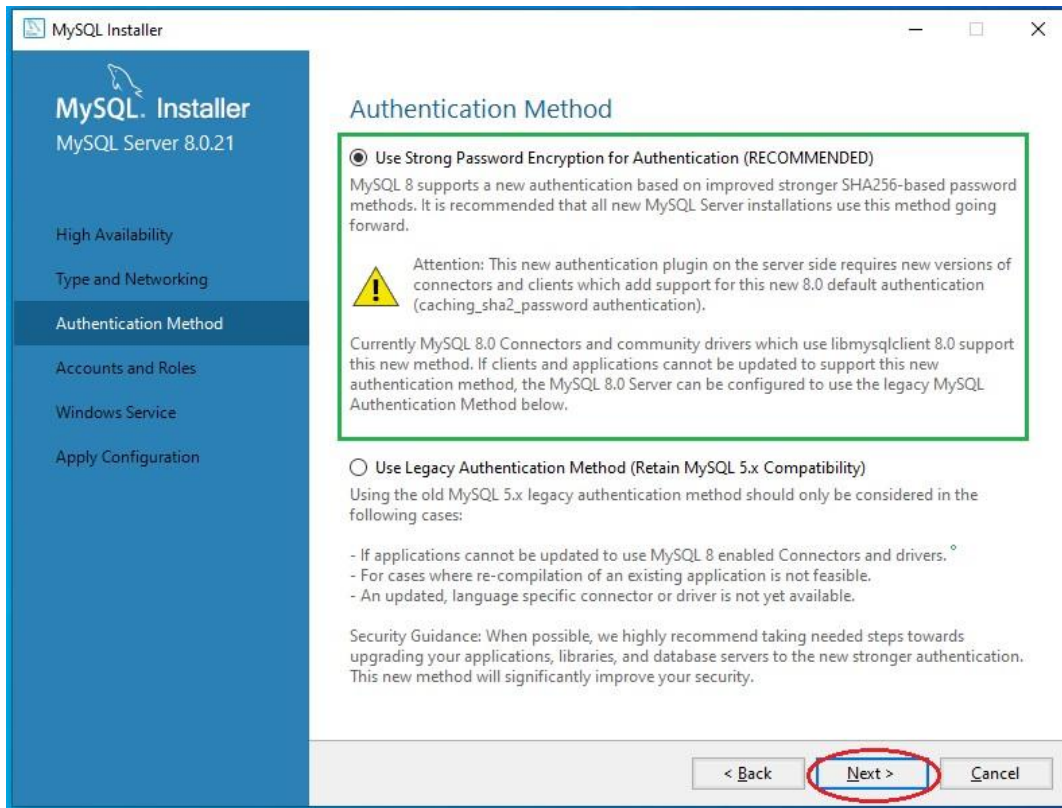 MySQL Installer
MySQL. Installer
MySQL Server 8.0.21
High Availability
Type and Networking
Authentication Method
Accounts and Roles
Windows Service
Apply Configuration
Authentication Method
Use Strong Password Encryption for Authentication (RECOMMENDED)
MySQL 8 supports a new authentication based on improved stronger SHA256-based password
methods. It is recommended that all new MySQL Server installations use this method going
forward.
Attention: This new authentication plugin on the server side requires new versions of
connectors and clients which add support for this new 8.0 default authentication
(caching_sha2_password authentication).
Currently MySQL 8.0 Connectors and community drivers which use libmysqlclient 8.0 support
this new method. If clients and applications cannot be updated to support this new
authentication method, the MySQL 8.0 Server can be configured to use the legacy MySQL
Authentication Method below.
Use Legacy Authentication Method (Retain MySQL 5.x Compatibility)
Using the old MySQL 5.x legacy authentication method should only be considered in the
following cases:
- If applications cannot be updated to use MySQL 8 enabled Connectors and drivers.
- For cases where re-compilation of an existing application is not feasible.
- An updated, language specific connector or driver is not yet available.
Security Guidance: When possible, we highly recommend taking needed steps towards
upgrading your applications, libraries, and database servers to the new stronger authentication.
This new method will significantly improve your security.
< Back
Next >
Cancel